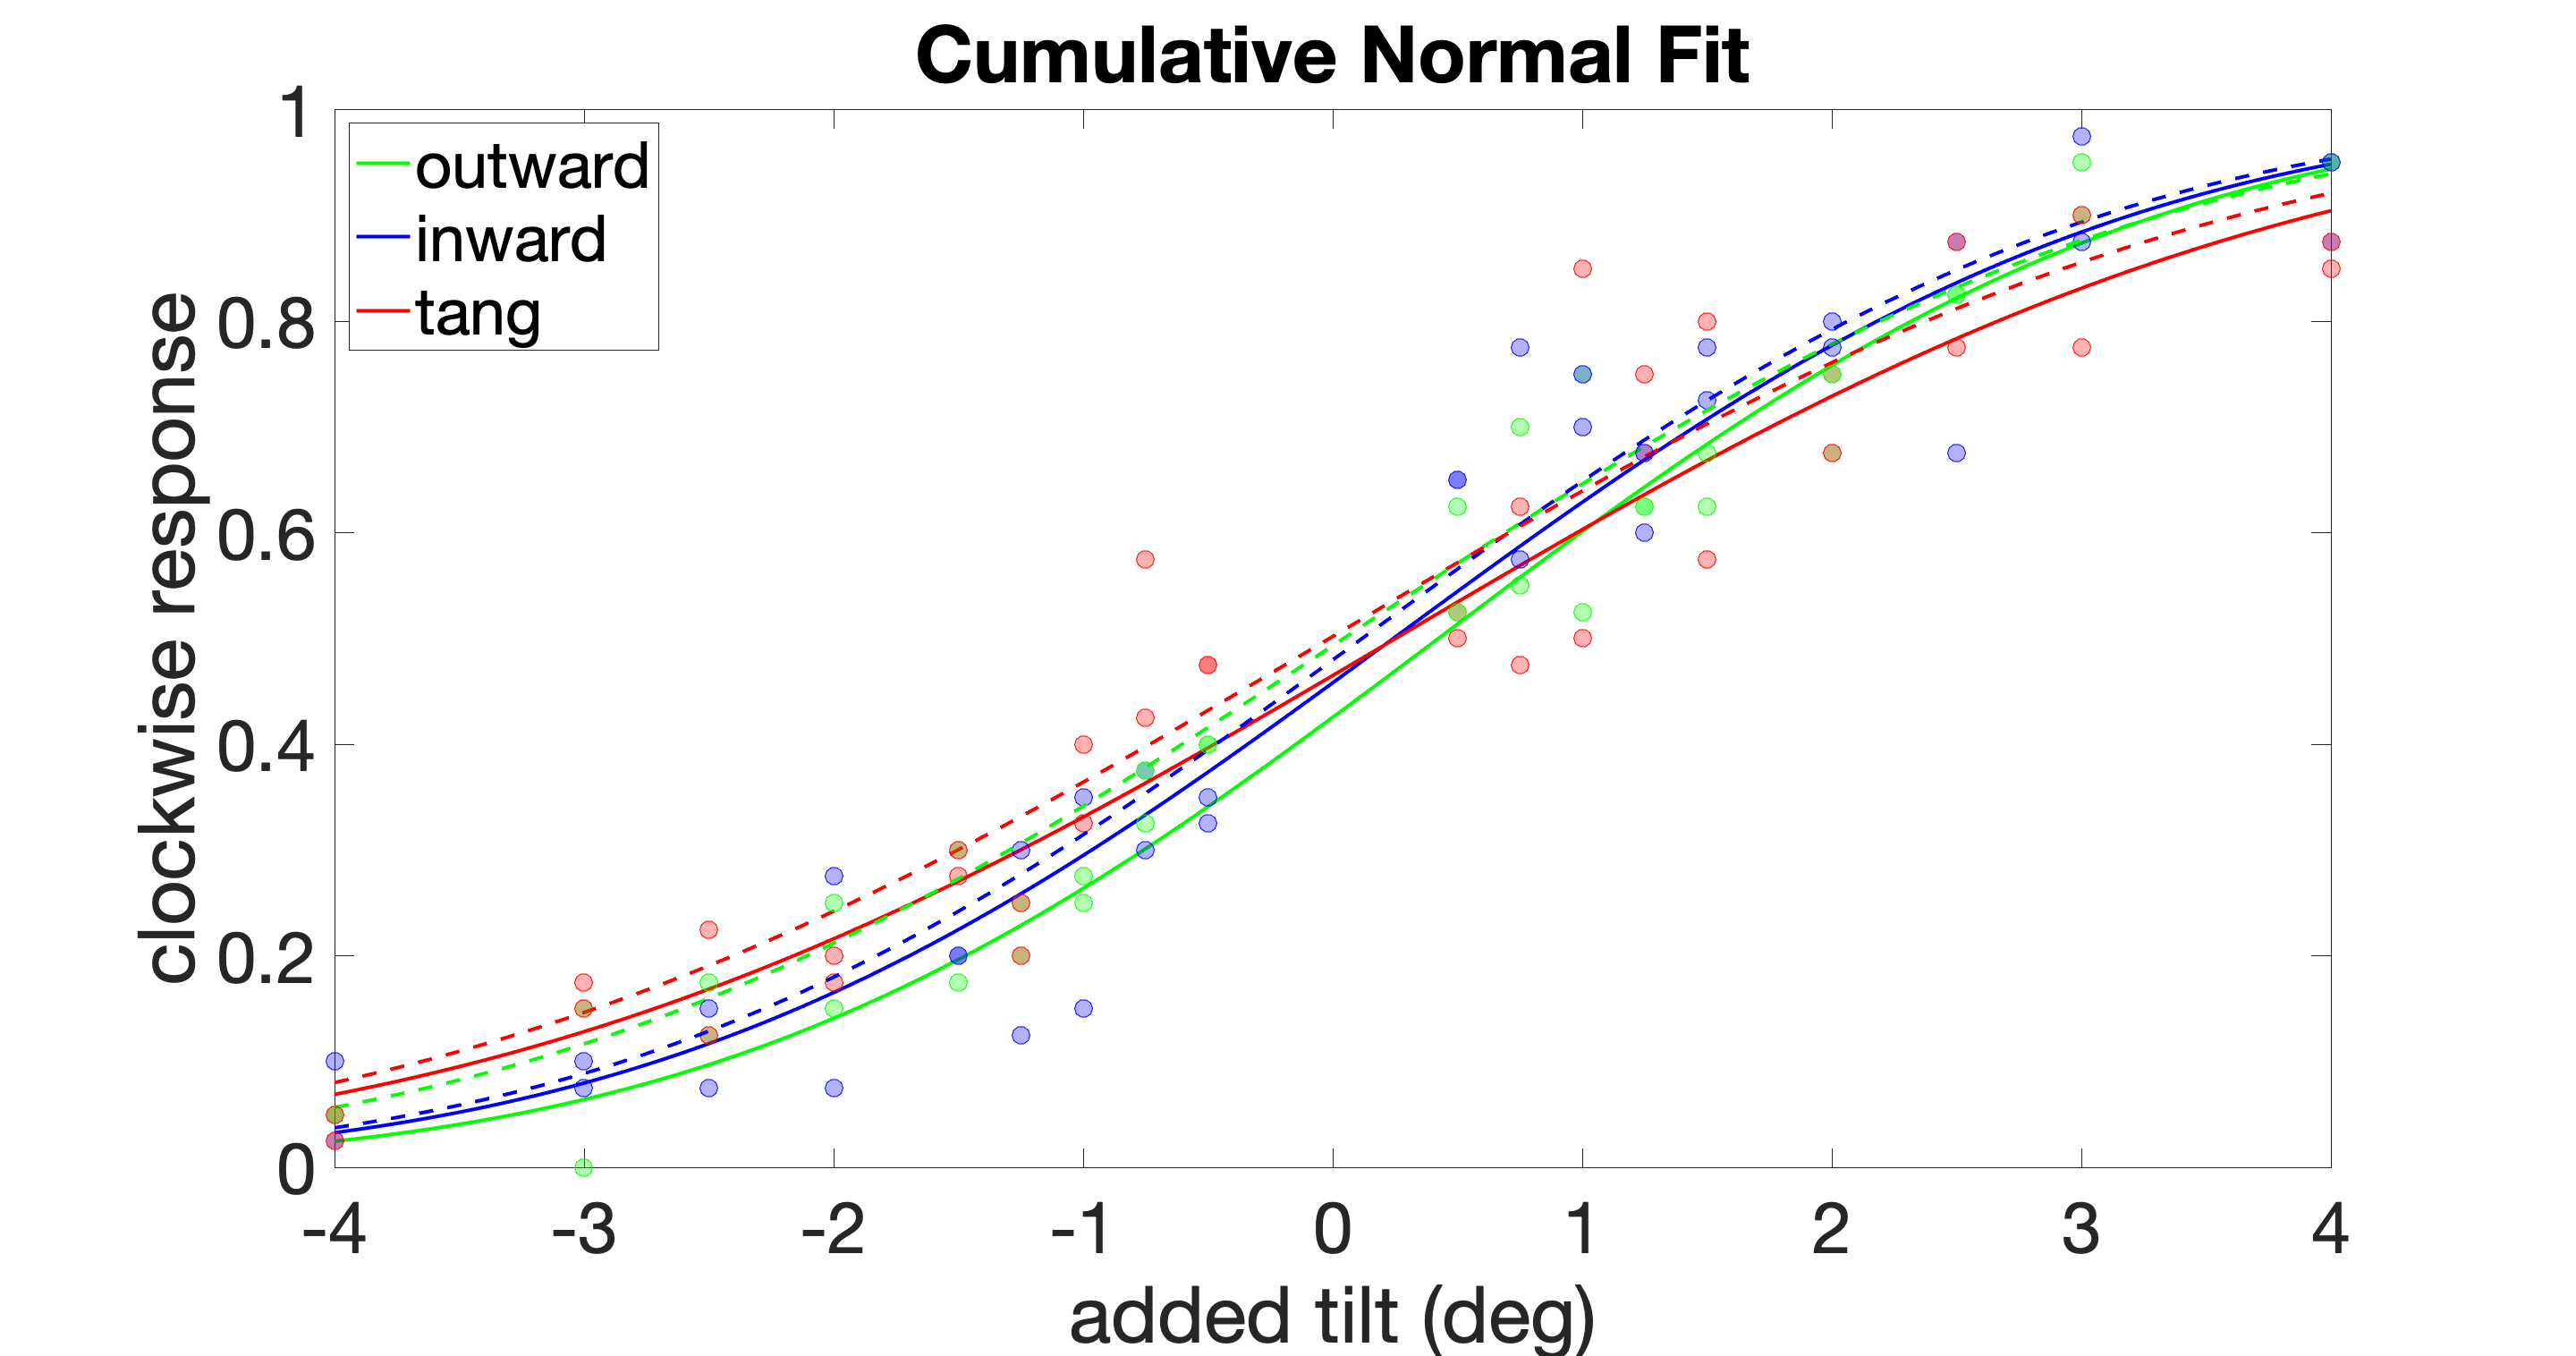 Cumulative Normal Fit
outward
inward
tang
clockwise response
1
0.8
0.6
0.4
0.2
0
-4 -3 -2 -1 0 1 2 3 4
added tilt (deg)